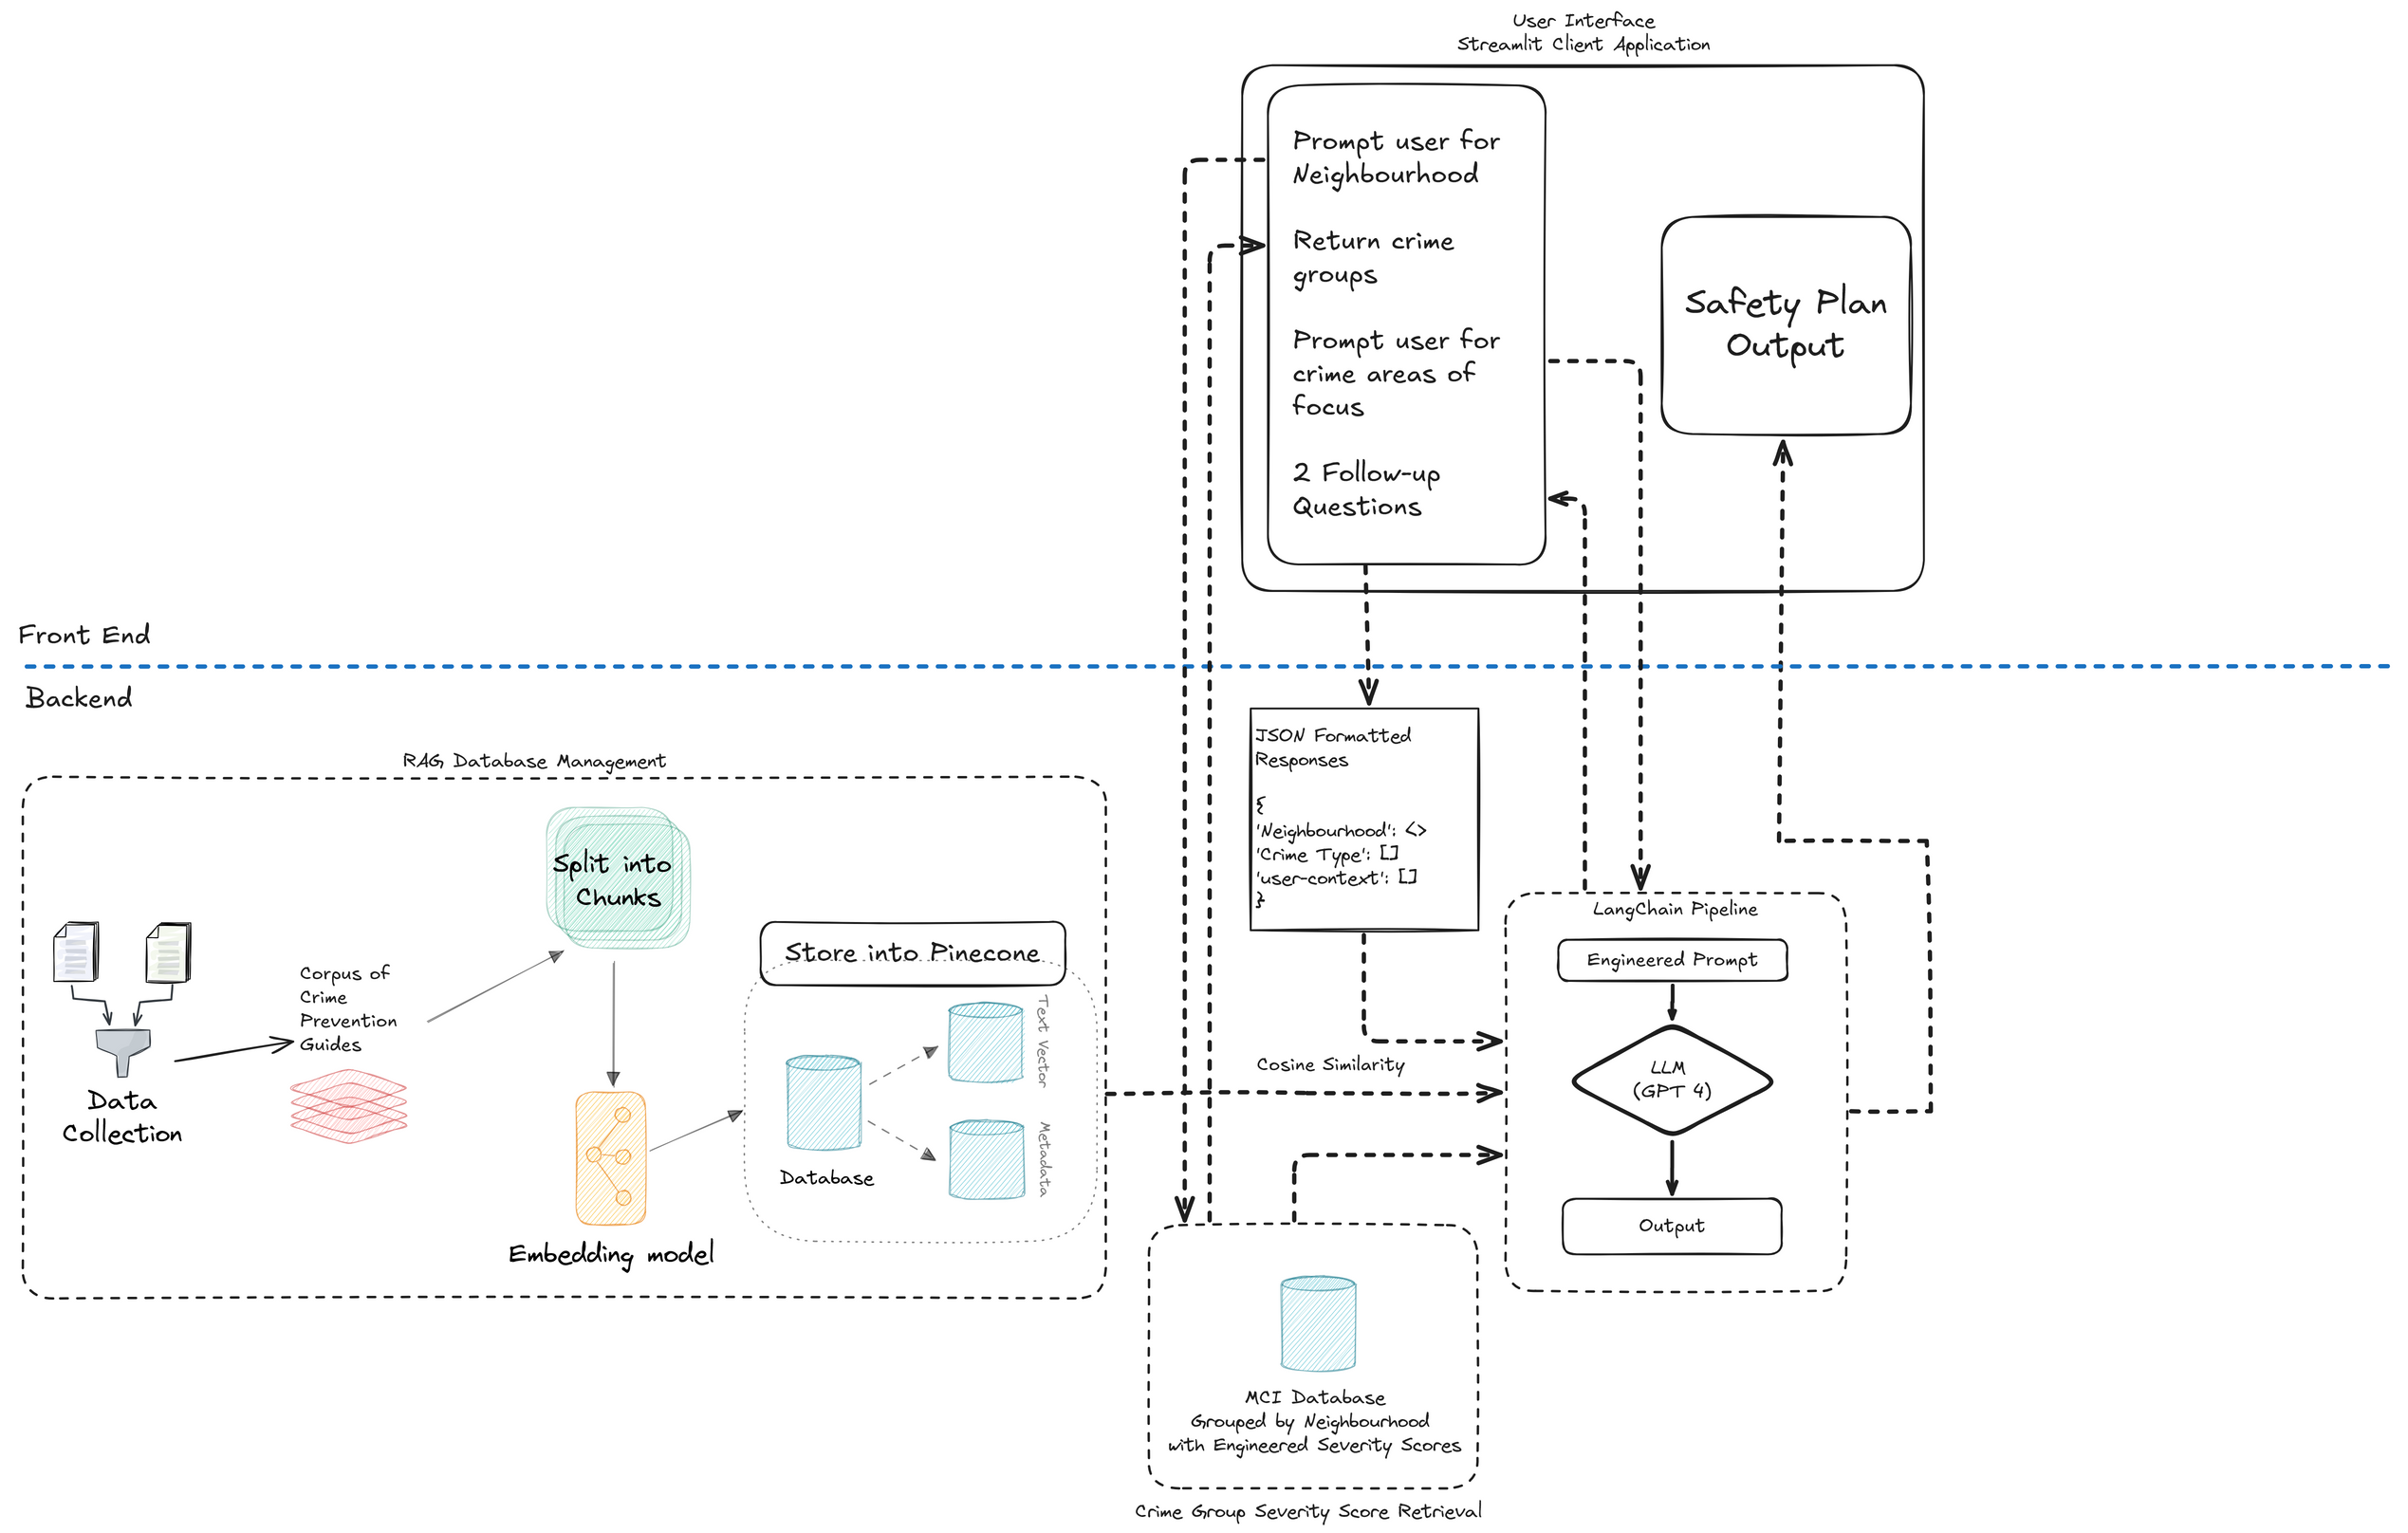 User Interface
Streamlit Client Application
Prompt user for
Neighbourhood
Return crime
groups
Prompt user for
crime areas of
focus
2 Follow-up
Questions
Safety Plan
Output
Front End
Backend
RAG Database Management
Split into
Chunks
Corpus of
Crime
Prevention
Guides
Data
Collection
Embedding model
Store into Pinecone
Database
Text Vector
Metadata
JSON Formatted
Responses
{
'Neighbourhood': <>
'Crime Type': []
'user-context': []
}
Cosine Similarity
LangChain Pipeline
Engineered Prompt
LLM
(GPT 4)
Output
MCI Database
Grouped by Neighbourhood
with Engineered Severity Scores
Crime Group Severity Score Retrieval